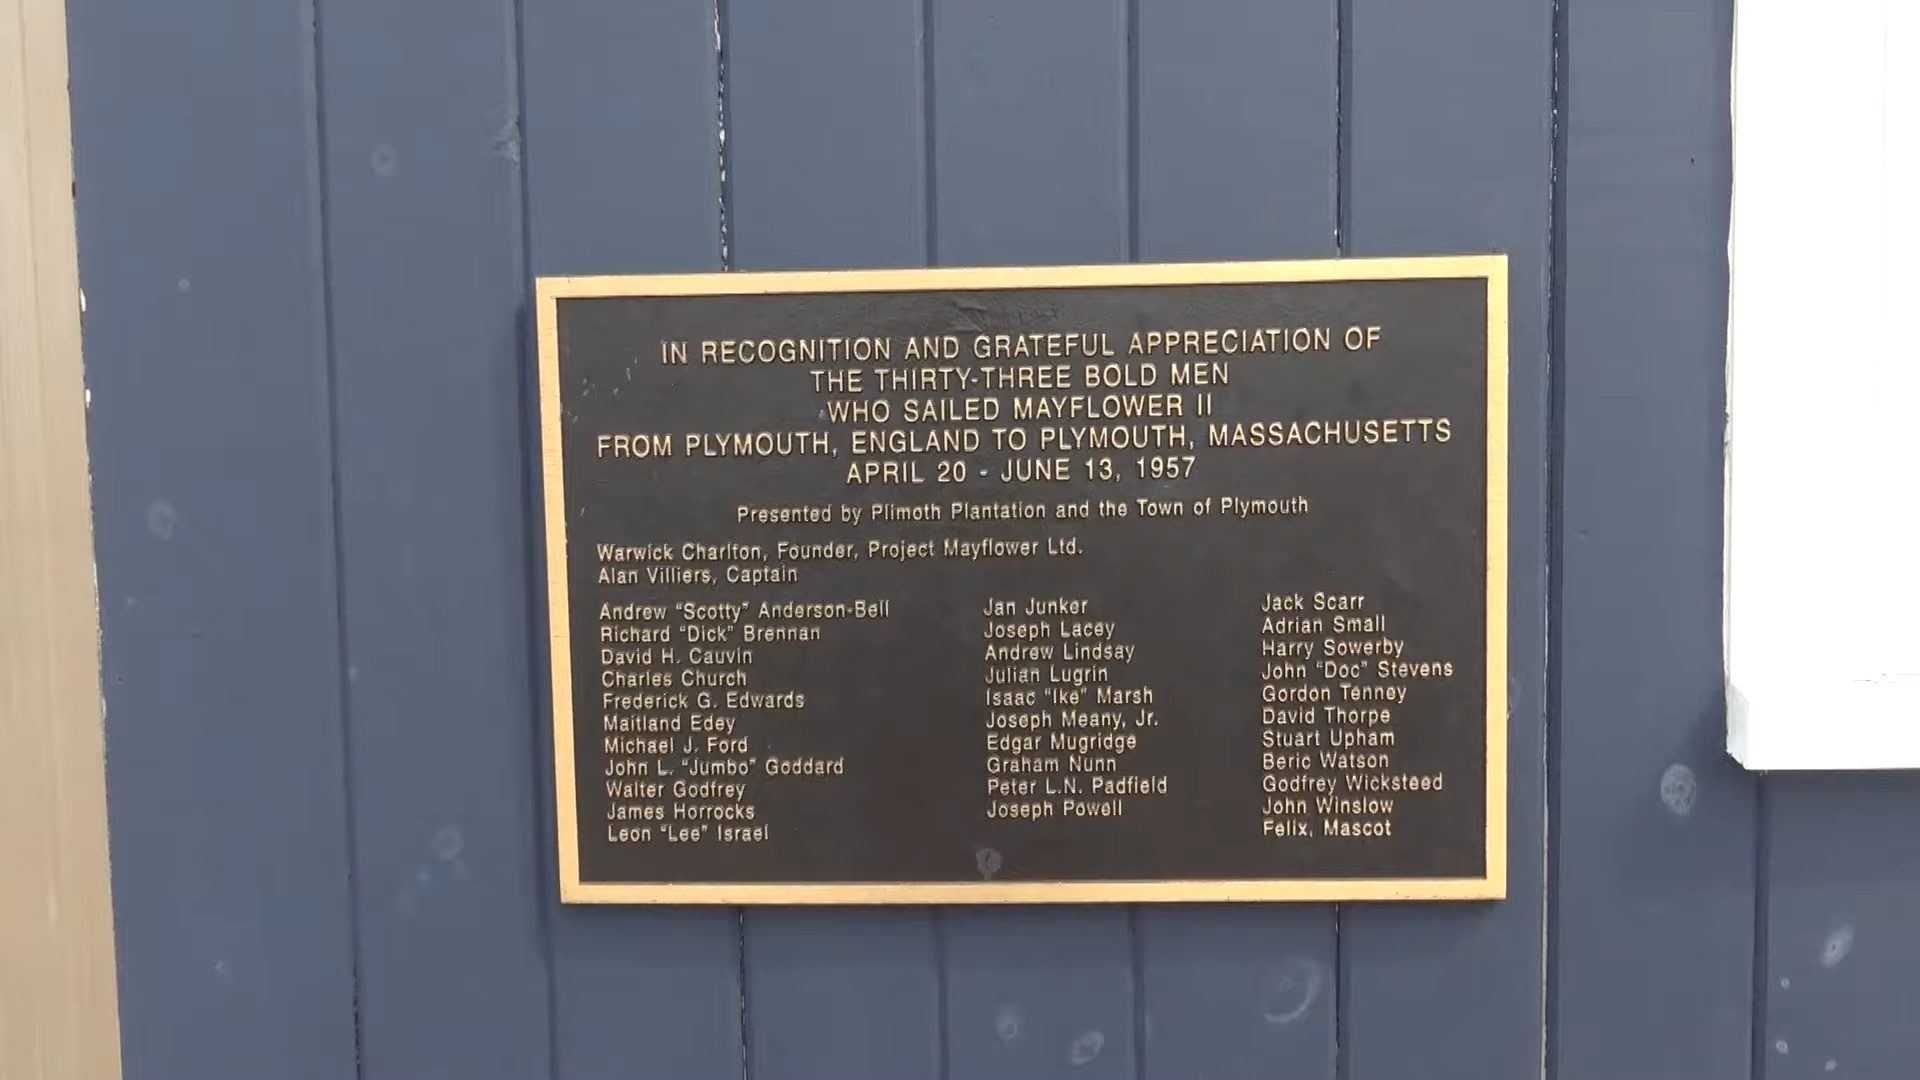 IN RECOGNITION AND GRATEFUL APPRECIATION OF
THE THIRTY-THREE BOLD MEN
WHO SAILED MAYFLOWER II
FROM PLYMOUTH, ENGLAND TO PLYMOUTH, MASSACHUSETTS
APRIL 20 - JUNE 13, 1957
Presented by Plimoth Plantation and the Town of Plymouth
Warwick Charlton, Founder, Project Mayflower Ltd.
Alan Villiers, Captain
Andrew "Scotty" Anderson-Bell
Richard "Dick" Brennan
David H. Cauvin
Charles Church
Frederick G. Edwards
Maitland Edey
Michael J. Ford
John L. "Jumbo" Goddard
Walter Godfrey
James Horrocks
Leon "Lee" Israel
Jan Junker
Joseph Lacey
Andrew Lindsay
Julian Lugrin
Isaac "Ike" Marsh
Joseph Meany, Jr.
Edgar Mugridge
Graham Nunn
Peter L.N. Padfield
Joseph Powell
Jack Scarr
Adrian Small
Harry Sowerby
John "Doc" Stevens
Gordon Tenney
David Thorpe
Stuart Upham
Beric Watson
Godfrey Wicksteed
John Winslow
Felix, Mascot